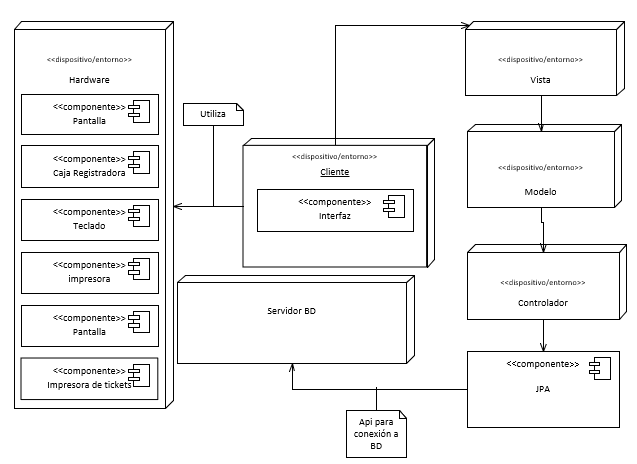 <<dispositivo/entorno>>
Hardware
<<componente>>
Pantalla
<<componente>>
Caja Registradora
<<componente>>
Teclado
<<componente>>
impresora
<<componente>>
Pantalla
<<componente>>
Impresora de tickets
Utiliza
<<dispositivo/entorno>>
Cliente
<<componente>>
Interfaz
Servidor BD
Api para
conexión a
BD
<<dispositivo/entorno>>
Vista
<<dispositivo/entorno>>
Modelo
<<dispositivo/entorno>>
Controlador
<<componente>>
JPA